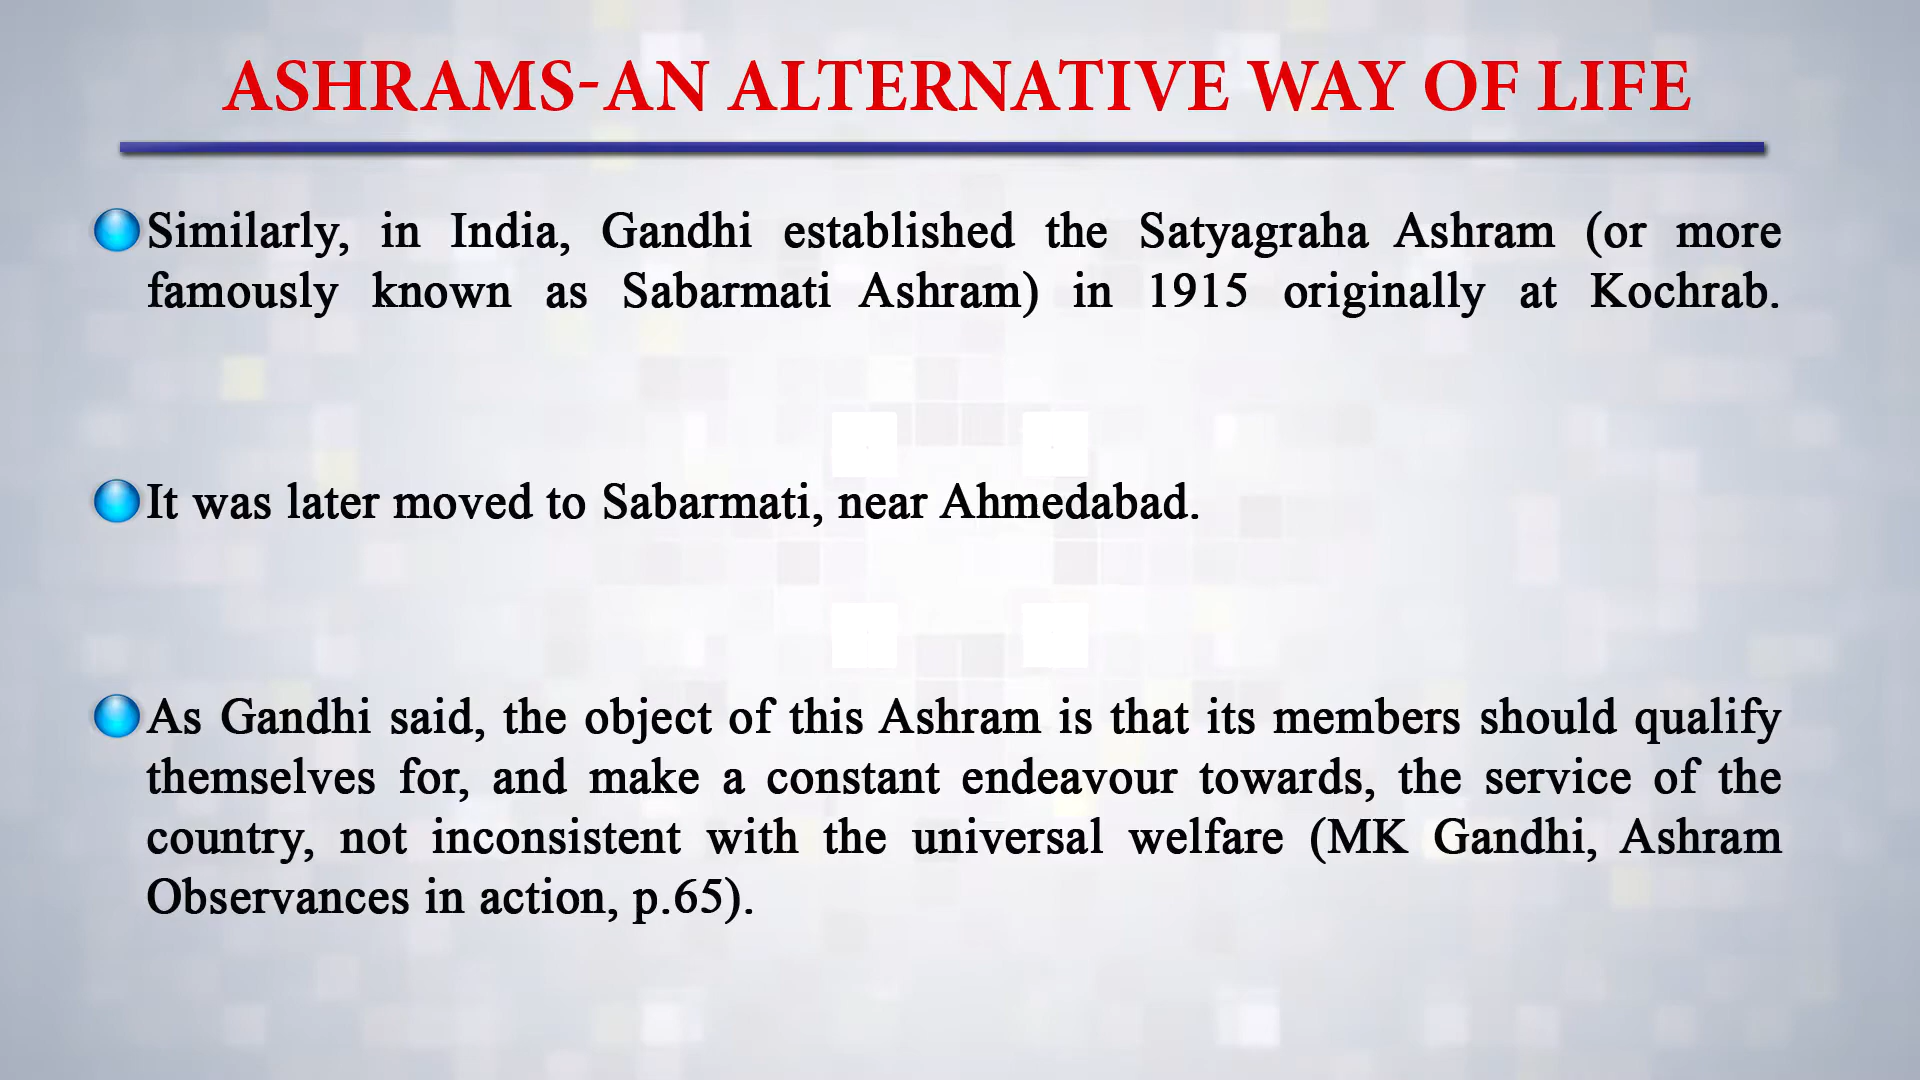 ASHRAMS-AN ALTERNATIVE WAY OF LIFE
Similarly, in India, Gandhi established the Satyagraha Ashram (or more
famously known as Sabarmati Ashram) in 1915 originally at Kochrab.
It was later moved to Sabarmati, near Ahmedabad.
As Gandhi said, the object of this Ashram is that its members should qualify
themselves for, and make a constant endeavour towards, the service of the
country, not inconsistent with the universal welfare (MK Gandhi, Ashram
Observances in action, p.65).